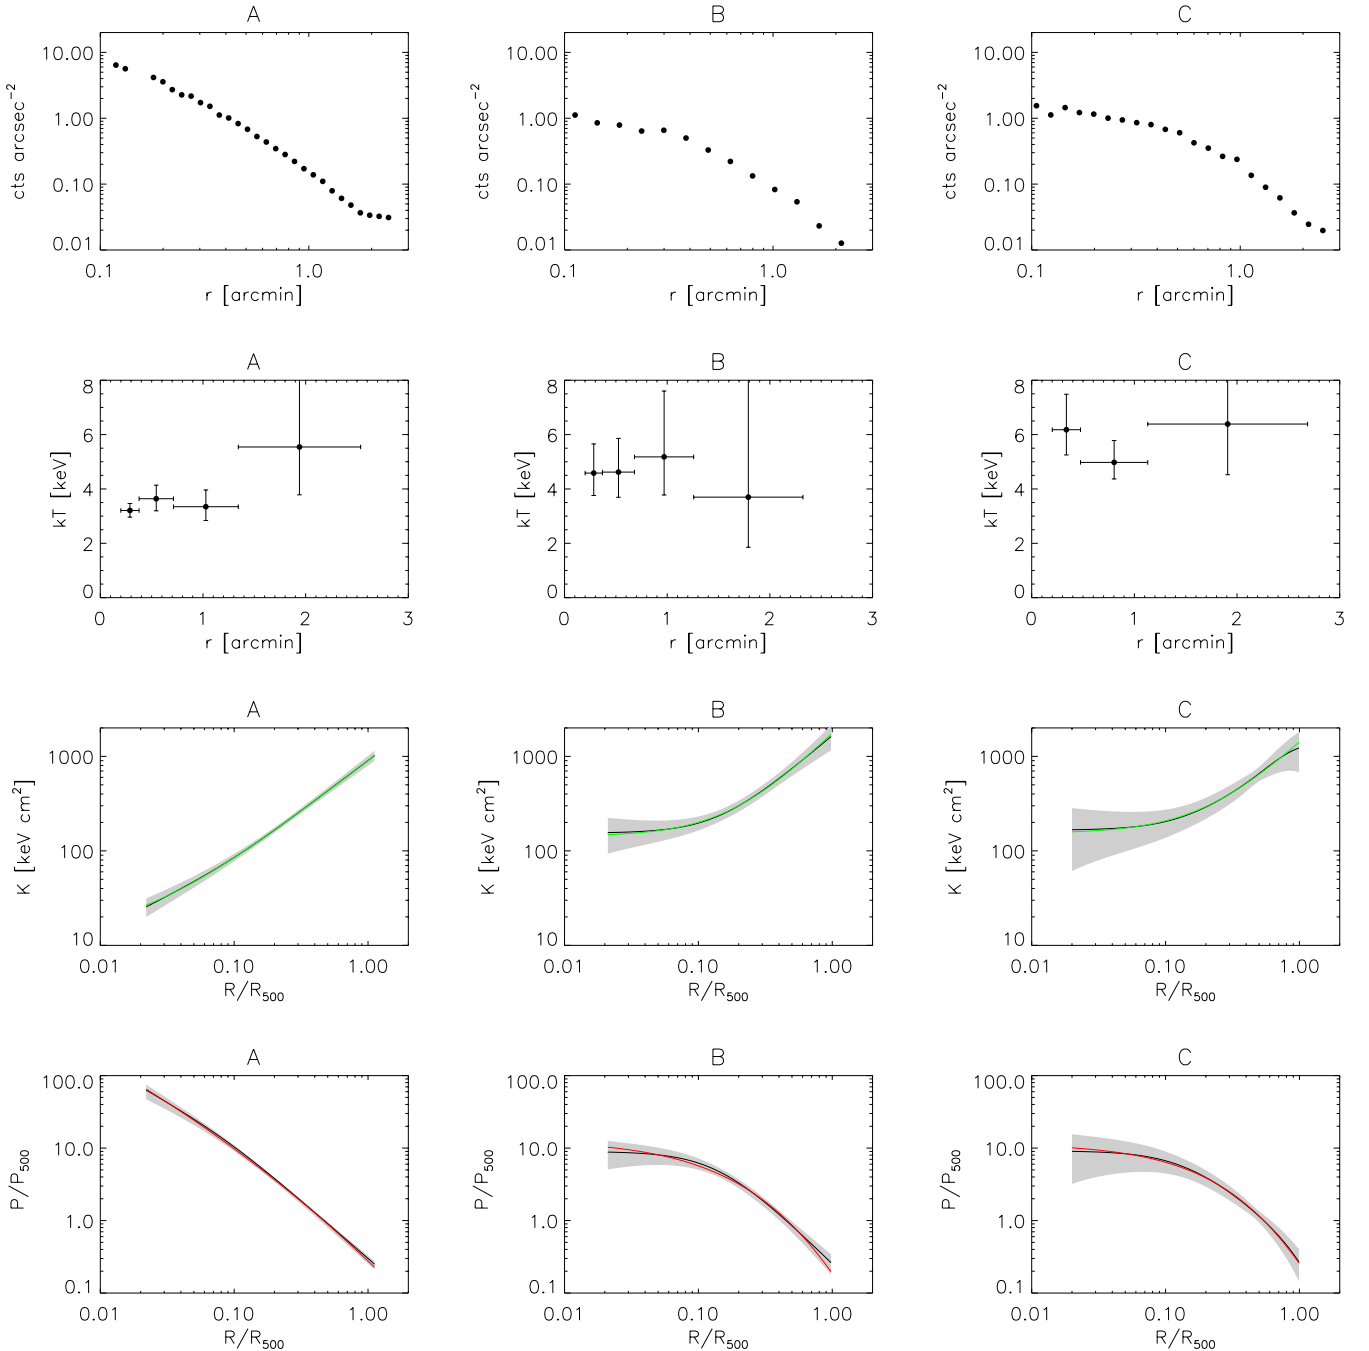 A B C
10.00 10.00 10.00
cts arcsec−2 cts arcsec−2 cts arcsec−2
1.00 1.00 1.00
0.10 0.10 0.10
0.01 0.01 0.01
0.1 1.0 0.1 1.0 0.1 1.0
r [arcmin] r [arcmin] r [arcmin]
A B C
8 8 8
6 6 6
kT [keV] kT [keV] kT [keV]
4 4 4
2 2 2
0 0 0
0 1 2 3 0 1 2 3 0 1 2 3
r [arcmin] r [arcmin] r [arcmin]
A B C
1000 1000 1000
K [keV cm2] K [keV cm2] K [keV cm2]
100 100 100
10 10 10
0.01 0.10 1.00 0.01 0.10 1.00 0.01 0.10 1.00
R/R500 R/R500 R/R500
A B C
100.0 100.0 100.0
10.0 10.0 10.0
P/P500 P/P500 P/P500
1.0 1.0 1.0
0.1 0.1 0.1
0.01 0.10 1.00 0.01 0.10 1.00 0.01 0.10 1.00
R/R500 R/R500 R/R500